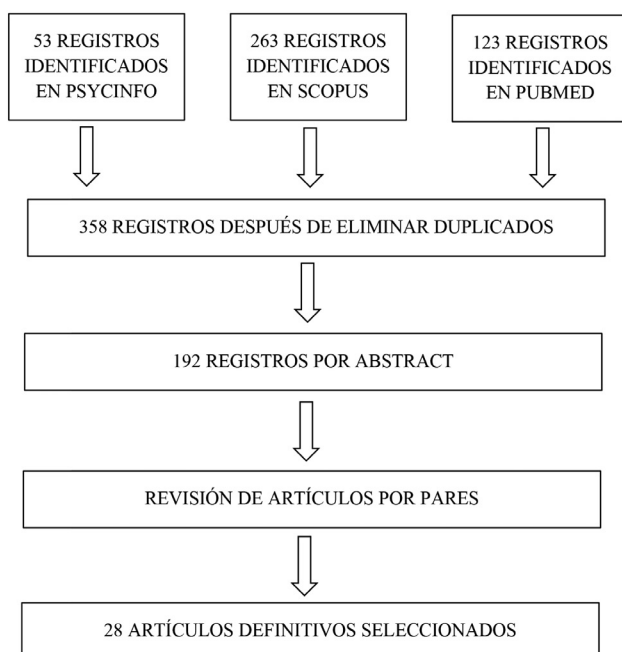 53 REGISTROS
IDENTIFICADOS
EN PSYCINFO
263 REGISTROS
IDENTIFICADOS
EN SCOPUS
123 REGISTROS
IDENTIFICADOS
EN PUBMED
358 REGISTROS DESPUÉS DE ELIMINAR DUPLICADOS
192 REGISTROS POR ABSTRACT
REVISIÓN DE ARTÍCULOS POR PARES
28 ARTÍCULOS DEFINITIVOS SELECCIONADOS